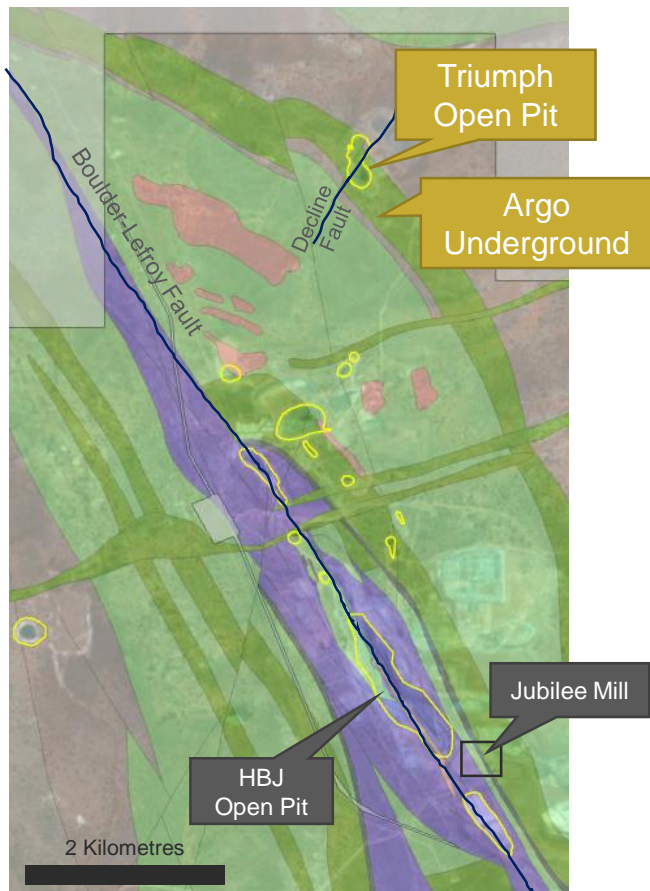 Triumph
Open Pit
Argo
Underground
Boulder-Lefroy Fault
Decline
Fault
Jubilee Mill
HBJ
Open Pit
2 Kilometres